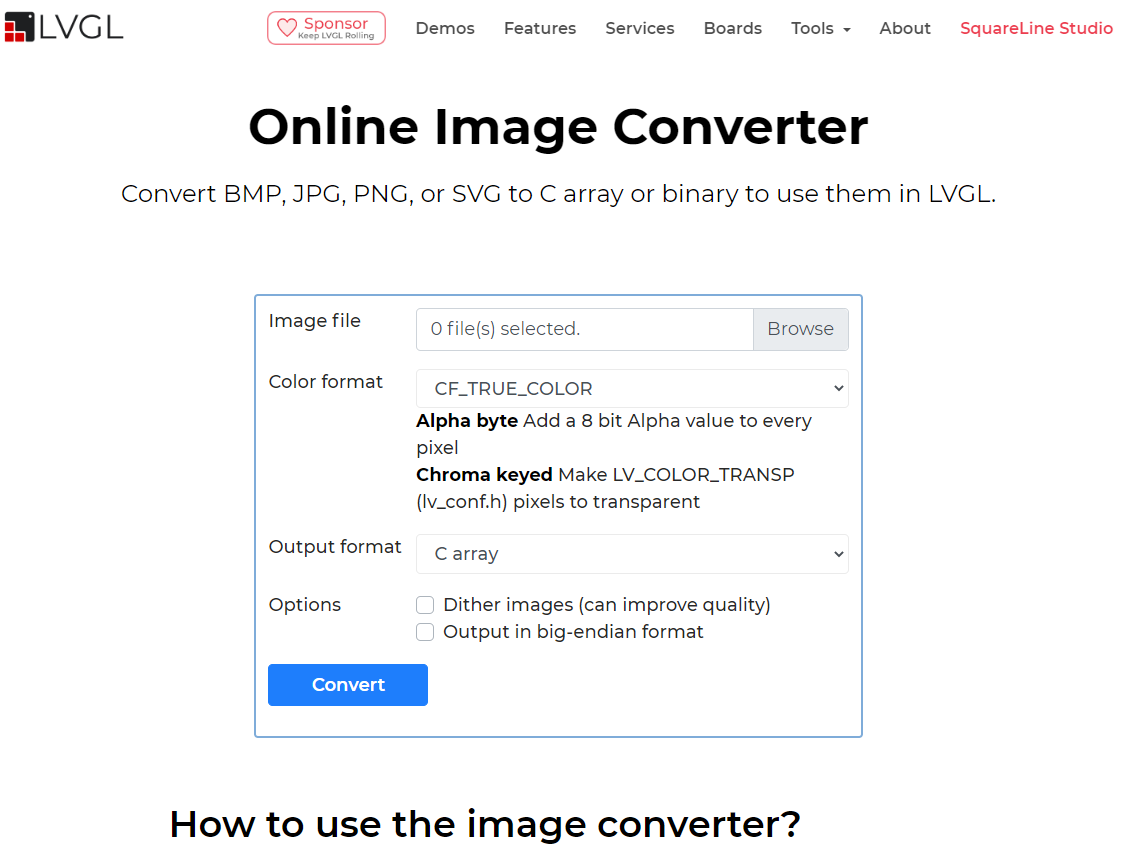 LVGL
Sponsor
Keep LVGL Rolling
Demos Features Services Boards Tools About SquareLine Studio
Online Image Converter
Convert BMP, JPG, PNG, or SVG to C array or binary to use them in LVGL.
Image file 0 file(s) selected. Browse
Color format CF_TRUE_COLOR
Alpha byte Add a 8 bit Alpha value to every
pixel
Chroma keyed Make LV_COLOR_TRANSP
(lv_conf.h) pixels to transparent
Output format C array
Options Dither images (can improve quality)
Output in big-endian format
Convert
How to use the image converter?